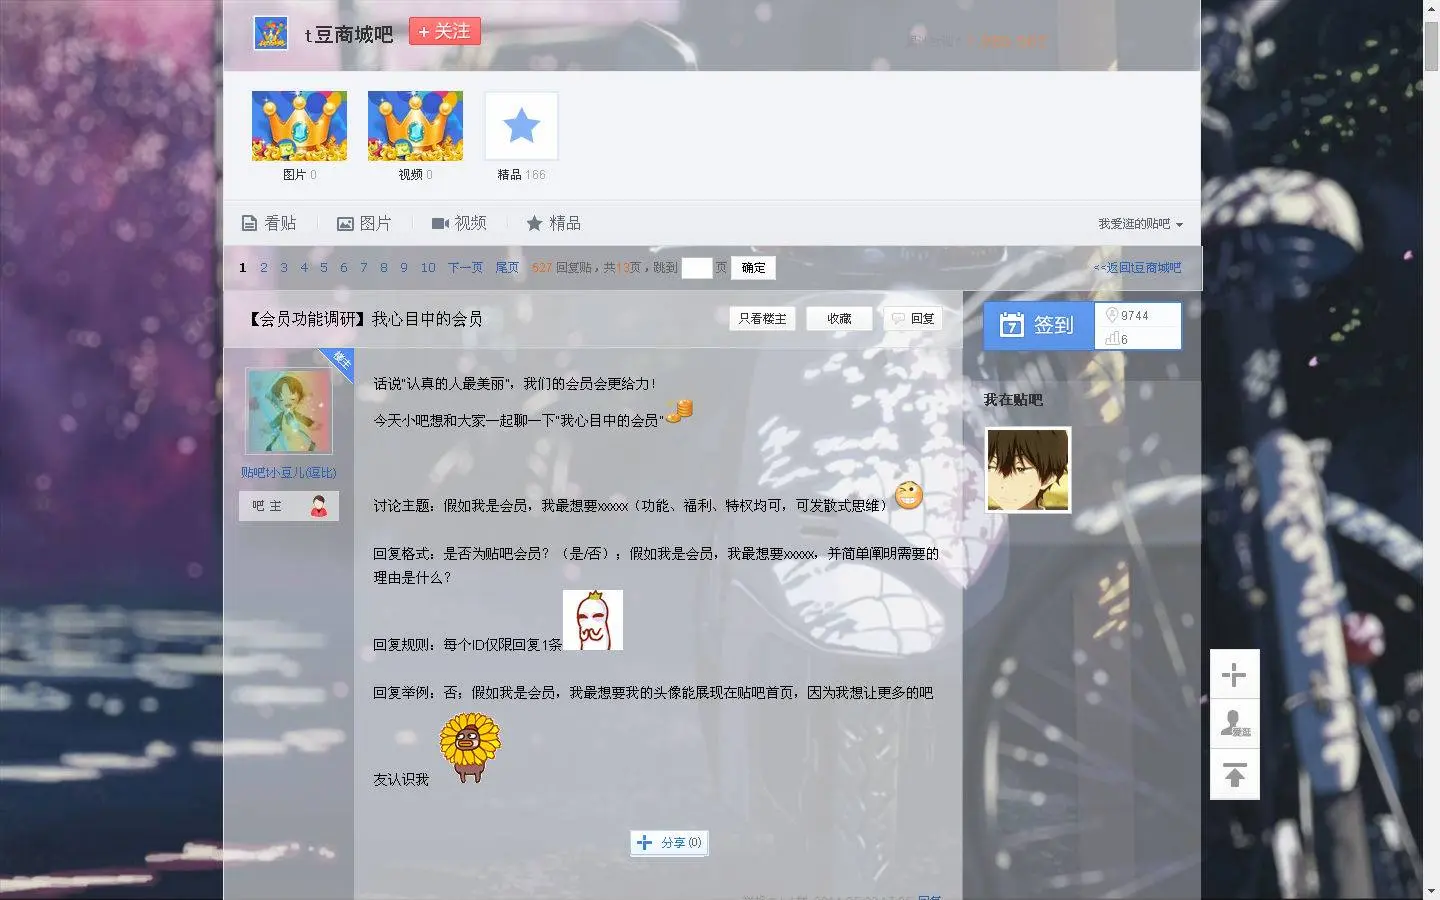 t豆商城吧 + 关注
图片 0 视频 0 精品 166
看贴 图片 视频 精品 我爱逛的贴吧
1 2 3 4 5 6 7 8 9 10 下一页 尾页 627 回复贴，共13页，跳到 页 确定 <<返回t豆商城吧
【会员功能调研】我心目中的会员 只看楼主 收藏 回复
7 签到 9744
6
楼主
话说"认真的人最美丽"，我们的会员会更给力！
今天小吧想和大家一起聊一下"我心目中的会员"
我在贴吧
贴吧t小豆儿(逗比)
吧主
讨论主题：假如我是会员，我最想要xxxxx（功能、福利、特权均可，可发散式思维）
回复格式：是否为贴吧会员？（是/否）；假如我是会员，我最想要xxxxx，并简单阐明需要的
理由是什么？
回复规则：每个ID仅限回复1条
回复举例：否；假如我是会员，我最想要我的头像能展现在贴吧首页，因为我想让更多的吧
友认识我
爱逛
分享 (0)
回复